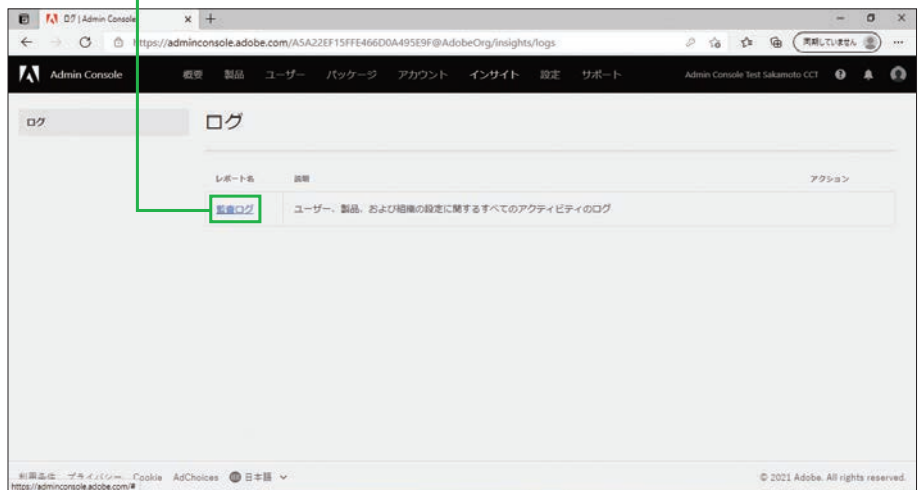 ログ | Admin Console
https://adminconsole.adobe.com/A5A22EF15FFE466D0A495E9F@AdobeOrg/insights/logs
同期していません
Admin Console 概要 製品 ユーザー パッケージ アカウント インサイト 設定 サポート Admin Console Test Sakamoto CCT
ログ
ログ
レポート名 説明 アクション
監査ログ ユーザー、製品、および組織の設定に関するすべてのアクティビティのログ
利用条件 プライバシー Cookie AdChoices 日本語 © 2021 Adobe. All rights reserved.
https://adminconsole.adobe.com/#